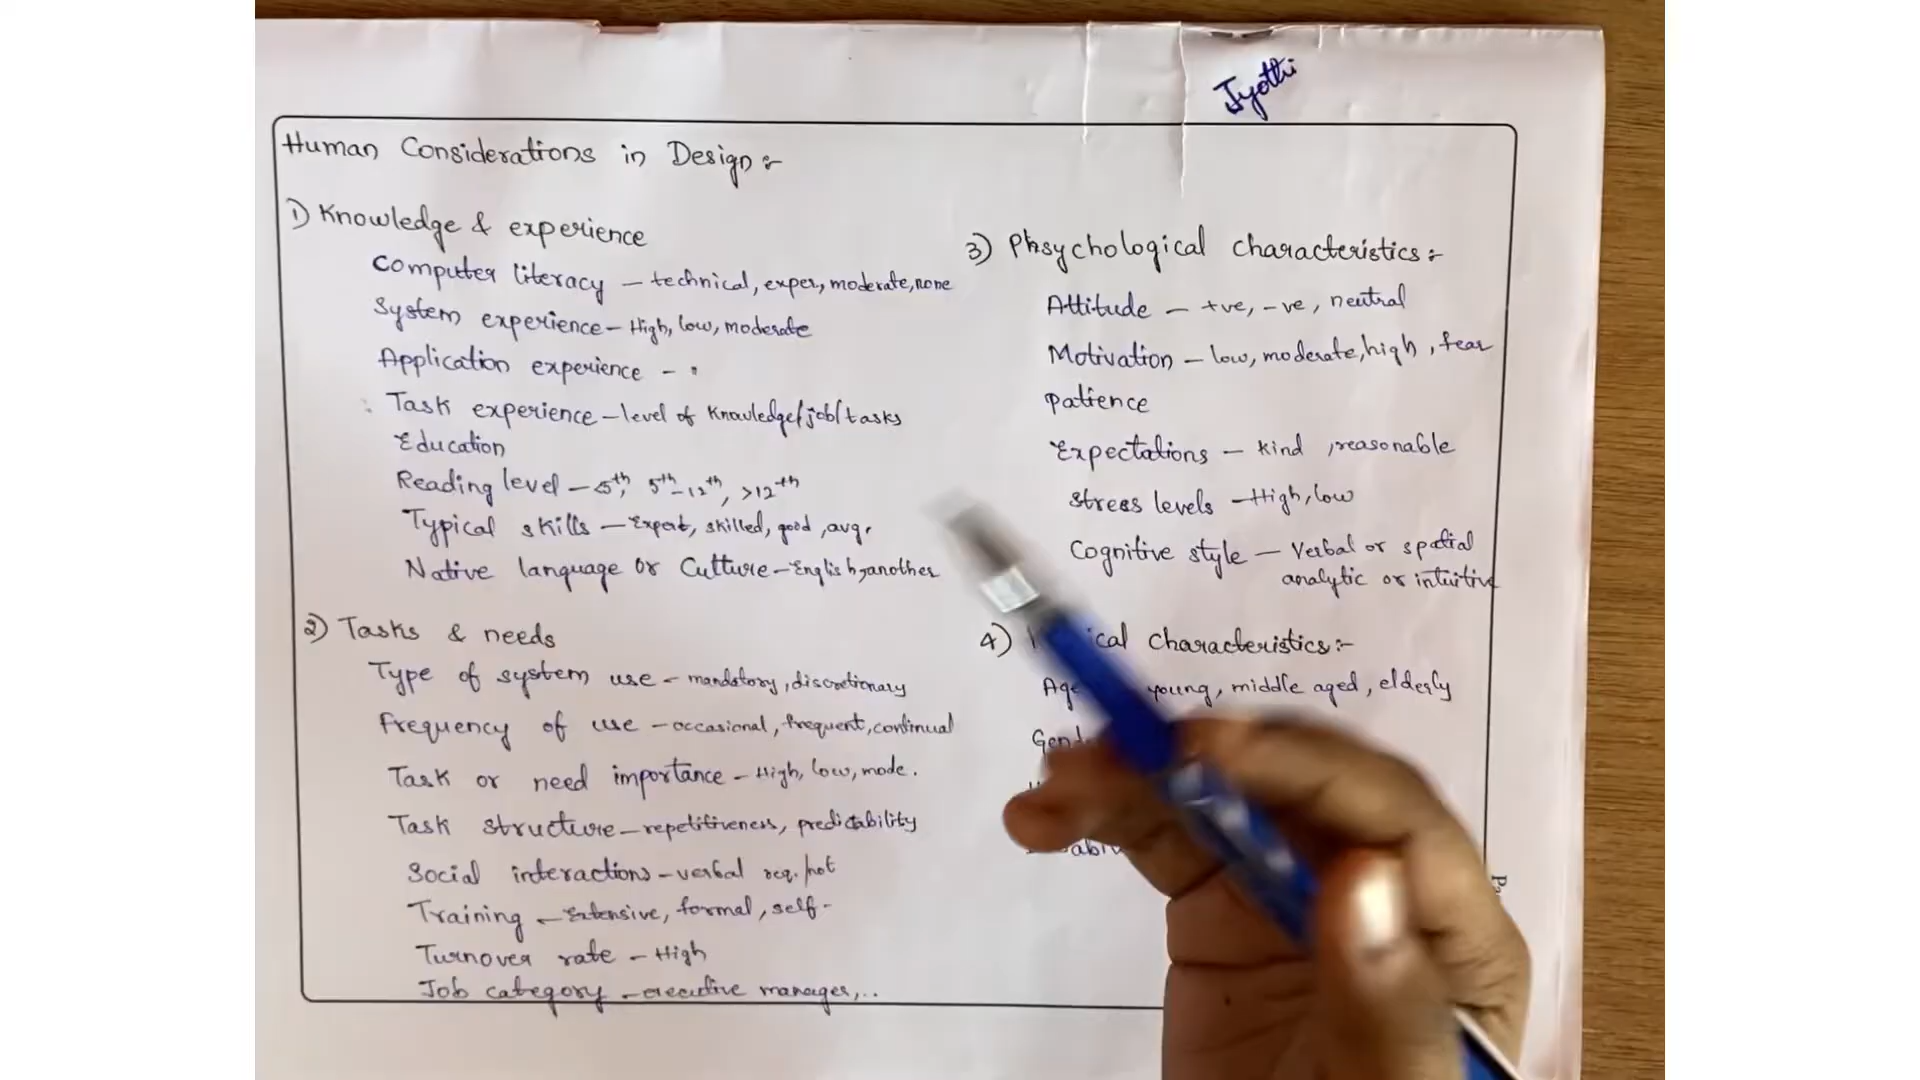 Jyothi
Human Considerations in Design :-
1) Knowledge & experience
Computer literacy - technical, exper, moderate, none
System experience - High, low, moderate
Application experience - "
Task experience - level of knowledge/job/tasks
Education
Reading level - <5th, 5th-12th, >12th
Typical skills - Expert, skilled, good, avg.
Native language or Culture - English, another
2) Tasks & needs
Type of system use - mandatory, discretionary
Frequency of use - occasional, frequent, continual
Task or need importance - High, low, mode.
Task structure - repetitiveness, predictability
Social interactions - verbal req./not
Training - Extensive, formal, self-
Turnover rate - High
Job category - executive manager,..
3) Phsychological characteristics :-
Attitude - +ve, -ve, neutral
Motivation - low, moderate, high, fear
patience
Expectations - kind, reasonable
Stress levels - High, low
Cognitive style - Verbal or spatial
analytic or intuitive
4) characteristics :-
Age young, middle aged, elderly